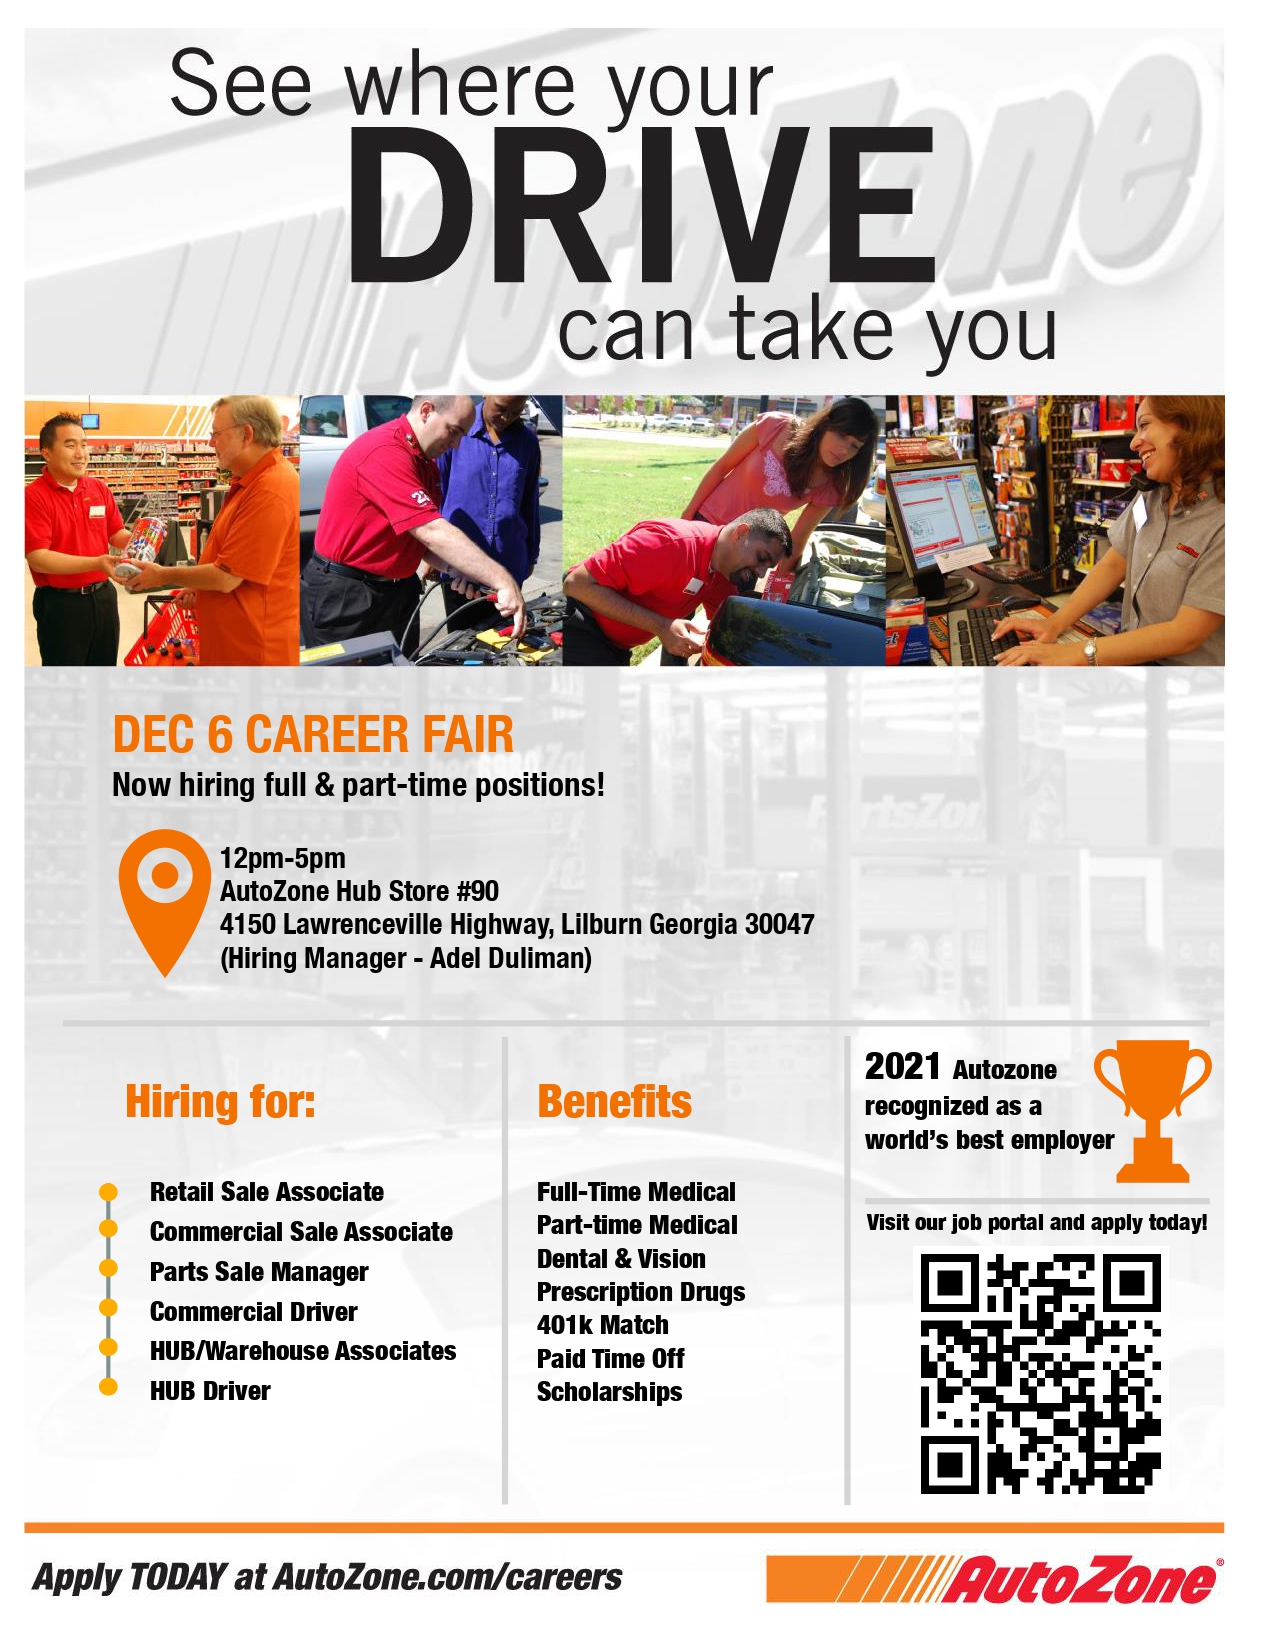 See where your
DRIVE
can take you
DEC 6 CAREER FAIR
Now hiring full & part-time positions!
12pm-5pm
AutoZone Hub Store #90
4150 Lawrenceville Highway, Lilburn Georgia 30047
(Hiring Manager - Adel Duliman)
Hiring for:
Retail Sale Associate
Commercial Sale Associate
Parts Sale Manager
Commercial Driver
HUB/Warehouse Associates
HUB Driver
Benefits
Full-Time Medical
Part-time Medical
Dental & Vision
Prescription Drugs
401k Match
Paid Time Off
Scholarships
2021 Autozone
recognized as a
world's best employer
Visit our job portal and apply today!
Apply TODAY at AutoZone.com/careers
AutoZone®